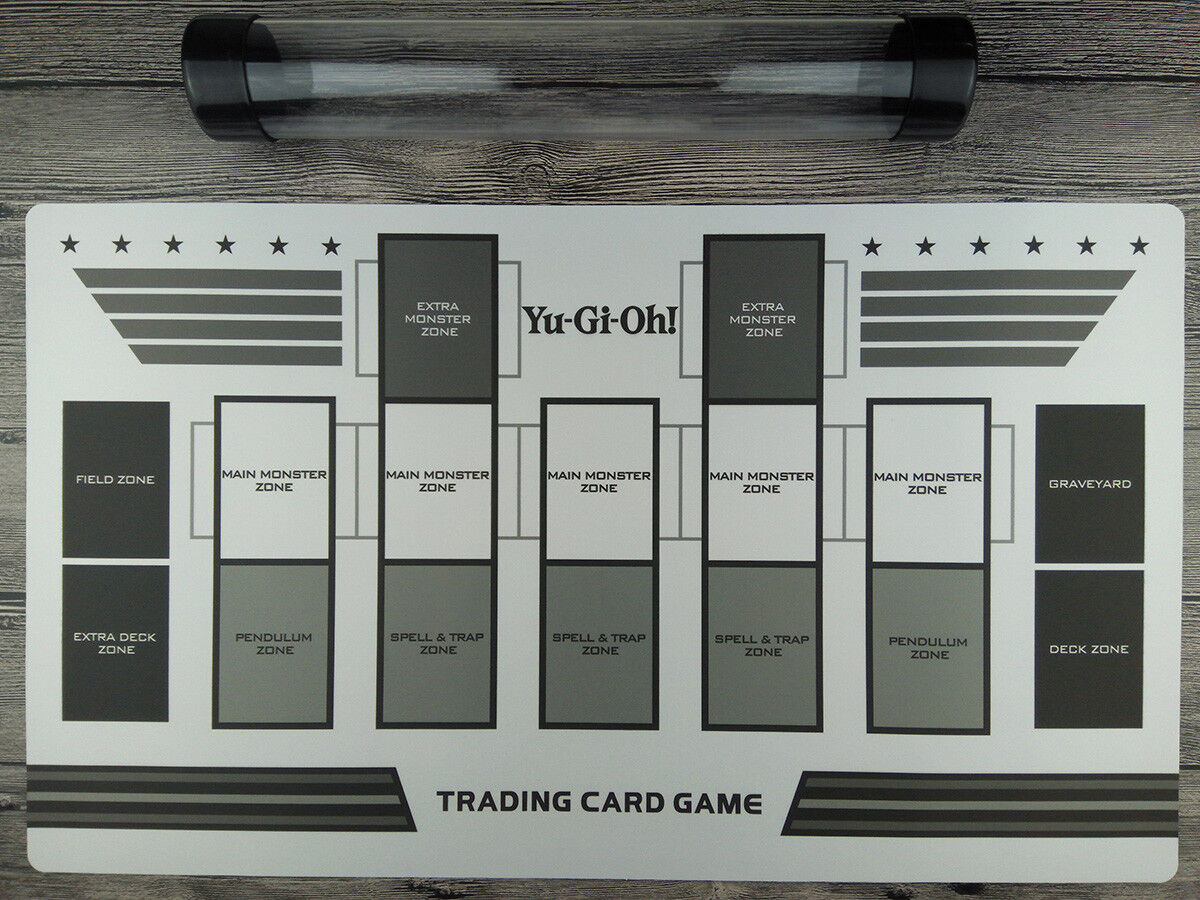 EXTRA
MONSTER
ZONE
Yu-Gi-Oh!
EXTRA
MONSTER
ZONE
FIELD ZONE
MAIN MONSTER
ZONE
MAIN MONSTER
ZONE
MAIN MONSTER
ZONE
MAIN MONSTER
ZONE
MAIN MONSTER
ZONE
GRAVEYARD
EXTRA DECK
ZONE
PENDULUM
ZONE
SPELL & TRAP
ZONE
SPELL & TRAP
ZONE
SPELL & TRAP
ZONE
PENDULUM
ZONE
DECK ZONE
TRADING CARD GAME